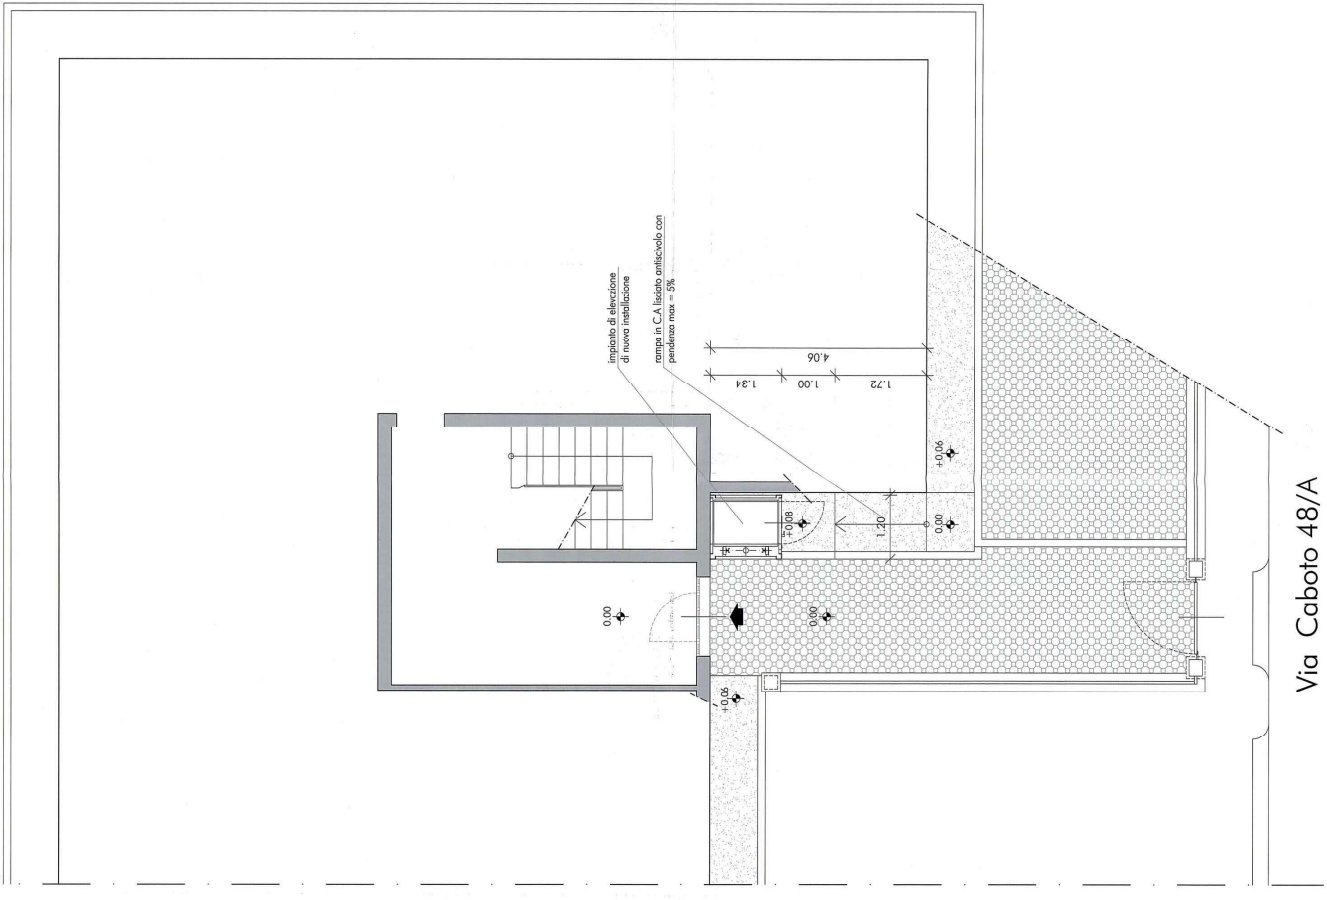 impianto di elevazione
di nuova installazione
rampe in C.A lisciato antiscivolo con
pendenza max = 5%
4.06
1.34
1.00
1.72
+0.06
+0.08
1.20
0.00
0.00
0.00
+0.06
Via Caboto 48/A